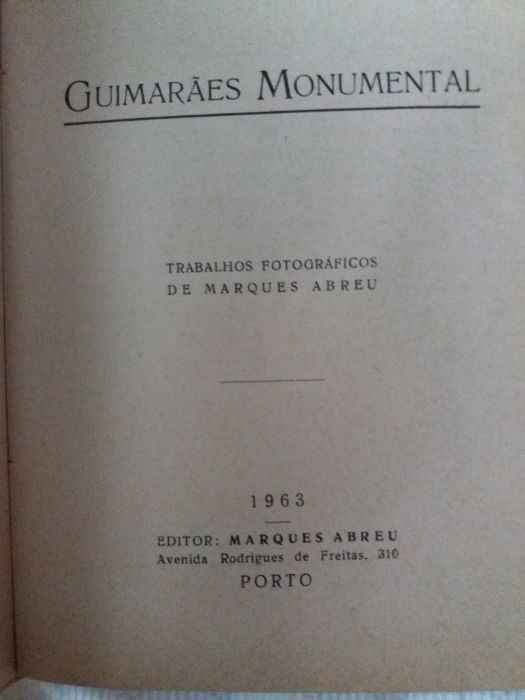 GUIMARÃES MONUMENTAL
TRABALHOS FOTOGRÁFICOS
DE MARQUES ABREU
1963
EDITOR: MARQUES ABREU
Avenida Rodrigues de Freitas, 310
PORTO